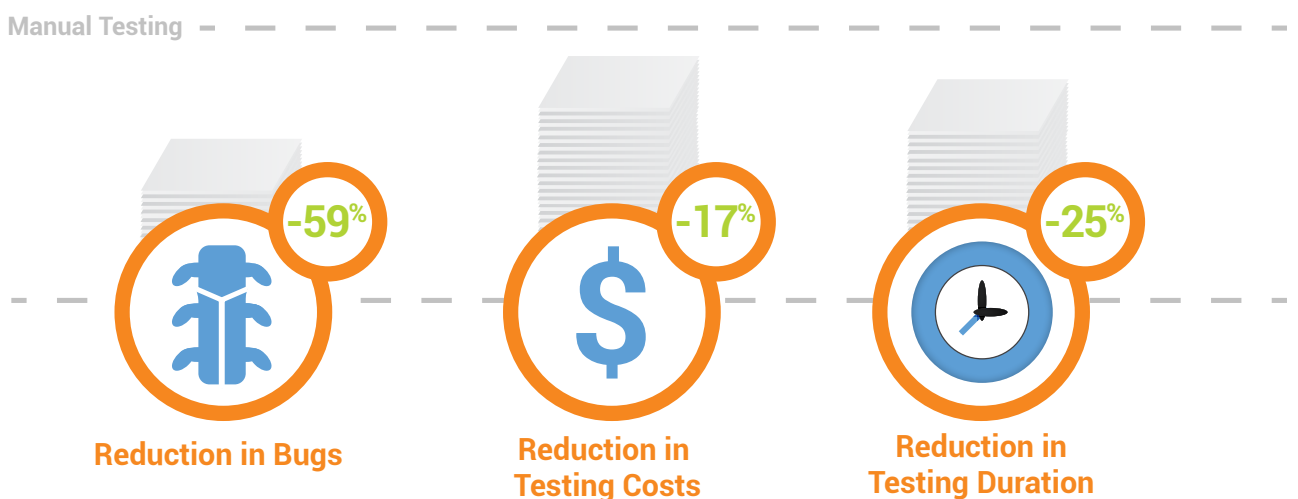 Manual Testing
-59%
-17%
-25%
$
Reduction in Bugs
Reduction in
Testing Costs
Reduction in
Testing Duration